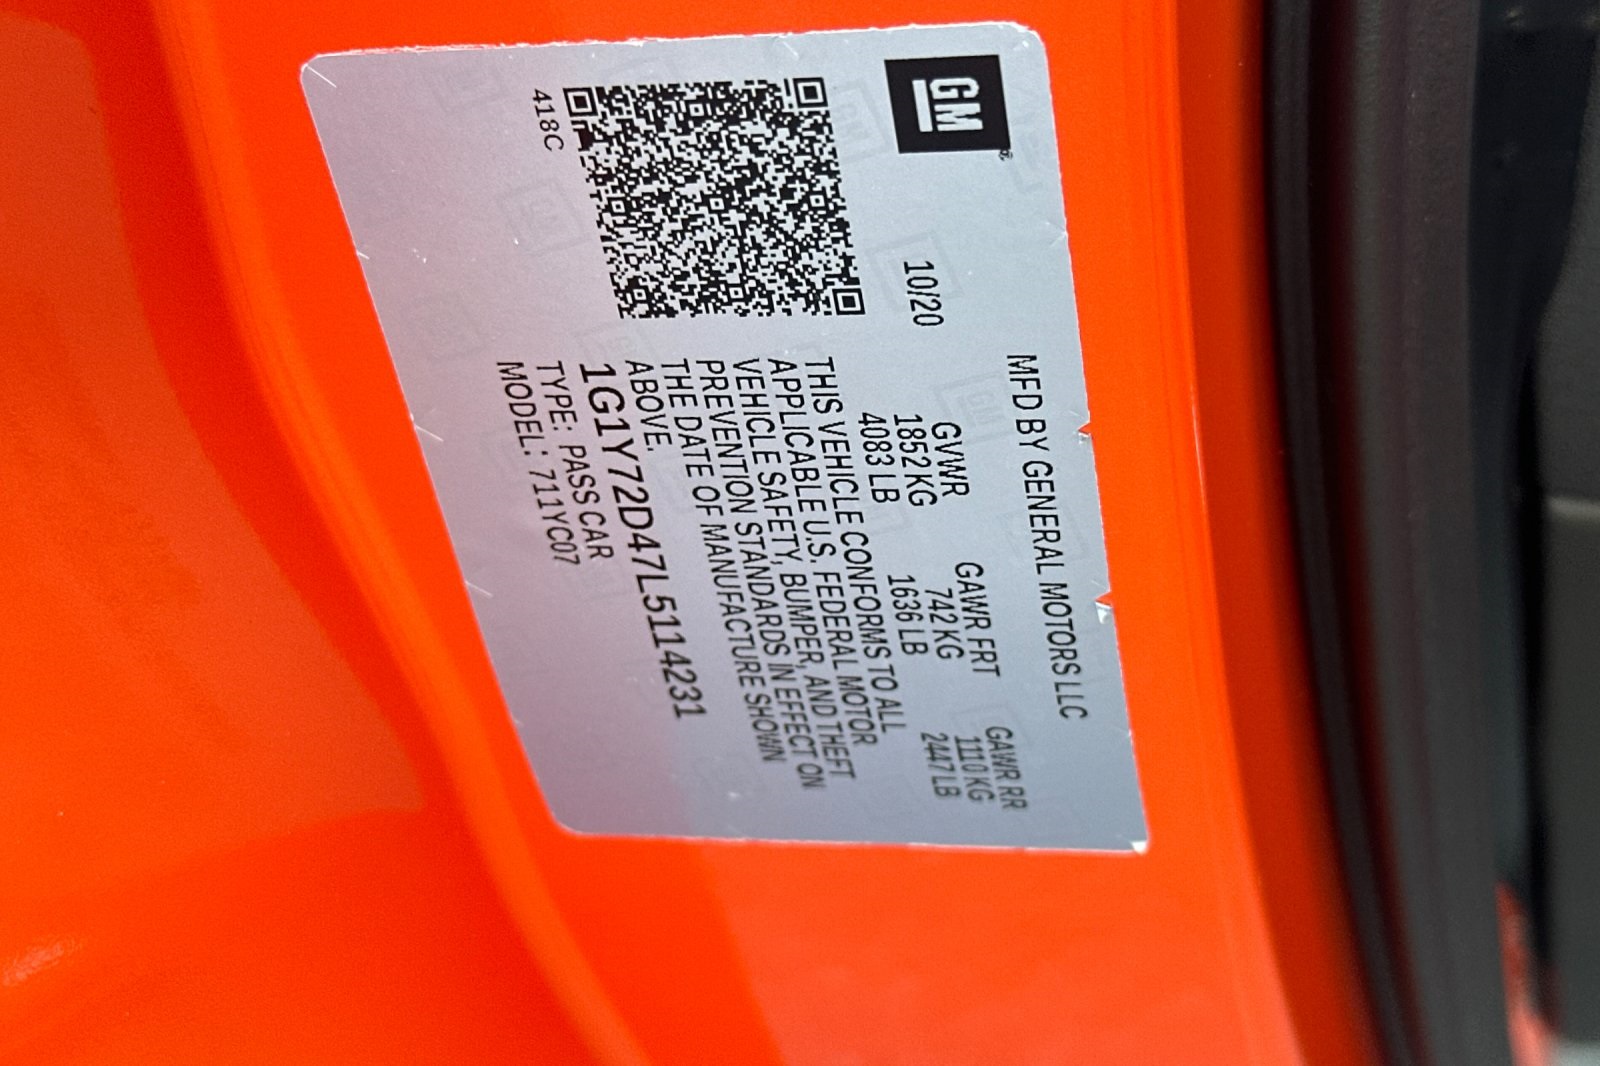 GM
MFD BY GENERAL MOTORS LLC
10/20
GVWR GAWR FRT GAWR RR
1852KG 742 KG 1110 KG
4083 LB 1636 LB 2447 LB
THIS VEHICLE CONFORMS TO ALL
APPLICABLE U.S. FEDERAL MOTOR
VEHICLE SAFETY, BUMPER, AND THEFT
PREVENTION STANDARDS IN EFFECT ON
THE DATE OF MANUFACTURE SHOWN
ABOVE.
1G1Y72D47L5114231
TYPE: PASS CAR
MODEL: 711YC07
418C